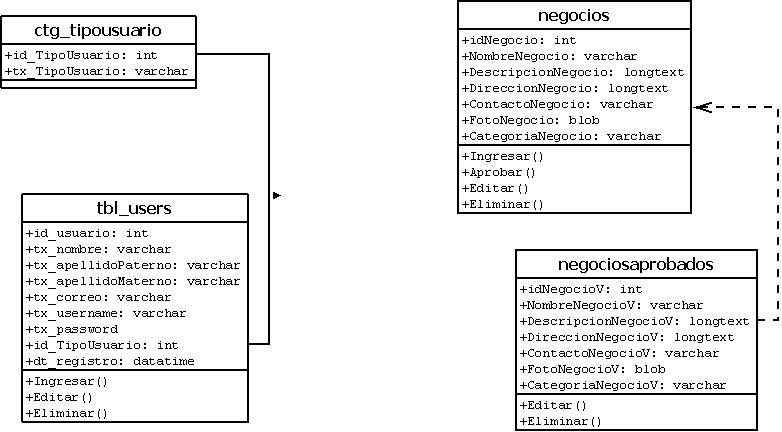 ctg_tipousuario
+id_TipoUsuario: int
+tx_TipoUsuario: varchar
tbl_users
+id_usuario: int
+tx_nombre: varchar
+tx_apellidoPaterno: varchar
+tx_apellidoMaterno: varchar
+tx_correo: varchar
+tx_username: varchar
+tx_password
+id_TipoUsuario: int
+dt_registro: datatime
+Ingresar()
+Editar()
+Eliminar()
negocios
+idNegocio: int
+NombreNegocio: varchar
+DescripcionNegocio: longtext
+DireccionNegocio: longtext
+ContactoNegocio: varchar
+FotoNegocio: blob
+CategoriaNegocio: varchar
+Ingresar()
+Aprobar()
+Editar()
+Eliminar()
negociosaprobados
+idNegocioV: int
+NombreNegocioV: varchar
+DescripcionNegocioV: longtext
+DireccionNegocioV: longtext
+ContactoNegocioV: varchar
+FotoNegocioV: blob
+CategoriaNegocioV: varchar
+Editar()
+Eliminar()